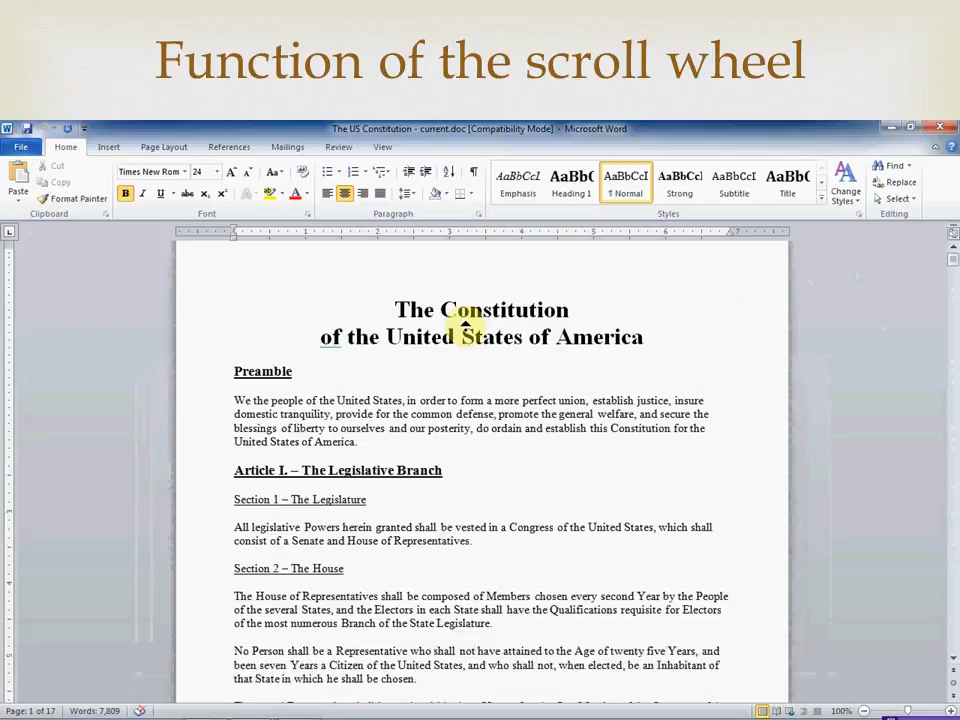 Function of the scroll wheel
The US Constitution - current.doc [Compatibility Mode] - Microsoft Word
File Home Insert Page Layout References Mailings Review View
Cut
Copy
Format Painter
Paste
Clipboard
Times New Rom 24
B I U abc
Font
Paragraph
AaBbCcI AaBb( AaBbCcI AaBbCcI AaBbCcI AaBb(
Emphasis Heading 1 ¶ Normal Strong Subtitle Title
Styles
Change
Styles
Find
Replace
Select
Editing
1 2 3 4 5 6 7
The Constitution
of the United States of America
Preamble
We the people of the United States, in order to form a more perfect union, establish justice, insure
domestic tranquility, provide for the common defense, promote the general welfare, and secure the
blessings of liberty to ourselves and our posterity, do ordain and establish this Constitution for the
United States of America.
Article I. – The Legislative Branch
Section 1 – The Legislature
All legislative Powers herein granted shall be vested in a Congress of the United States, which shall
consist of a Senate and House of Representatives.
Section 2 – The House
The House of Representatives shall be composed of Members chosen every second Year by the People
of the several States, and the Electors in each State shall have the Qualifications requisite for Electors
of the most numerous Branch of the State Legislature.
No Person shall be a Representative who shall not have attained to the Age of twenty five Years, and
been seven Years a Citizen of the United States, and who shall not, when elected, be an Inhabitant of
that State in which he shall be chosen.
Page: 1 of 17 Words: 7,809 100%